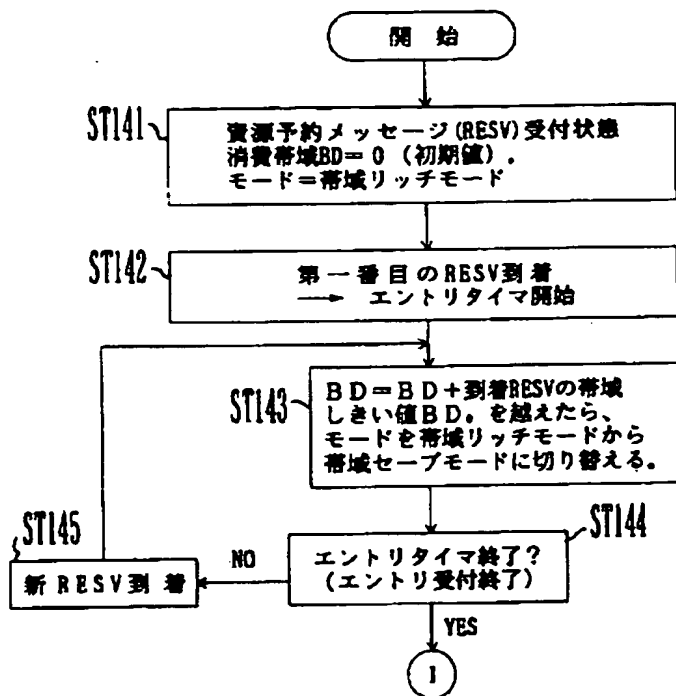 開 始
ST141
資源予約メッセージ(RESV)受付状態
消費帯域BD=0 (初期値).
モード=帯域リッチモード
ST142
第一番目のRESV到着
→ エントリタイマ開始
ST143
BD=BD+到着RESVの帯域
しきい値BD。を越えたら、
モードを帯域リッチモードから
帯域セーブモードに切り替える。
ST144
エントリタイマ終了?
(エントリ受付終了)
ST145
NO
新RESV到着
YES
1